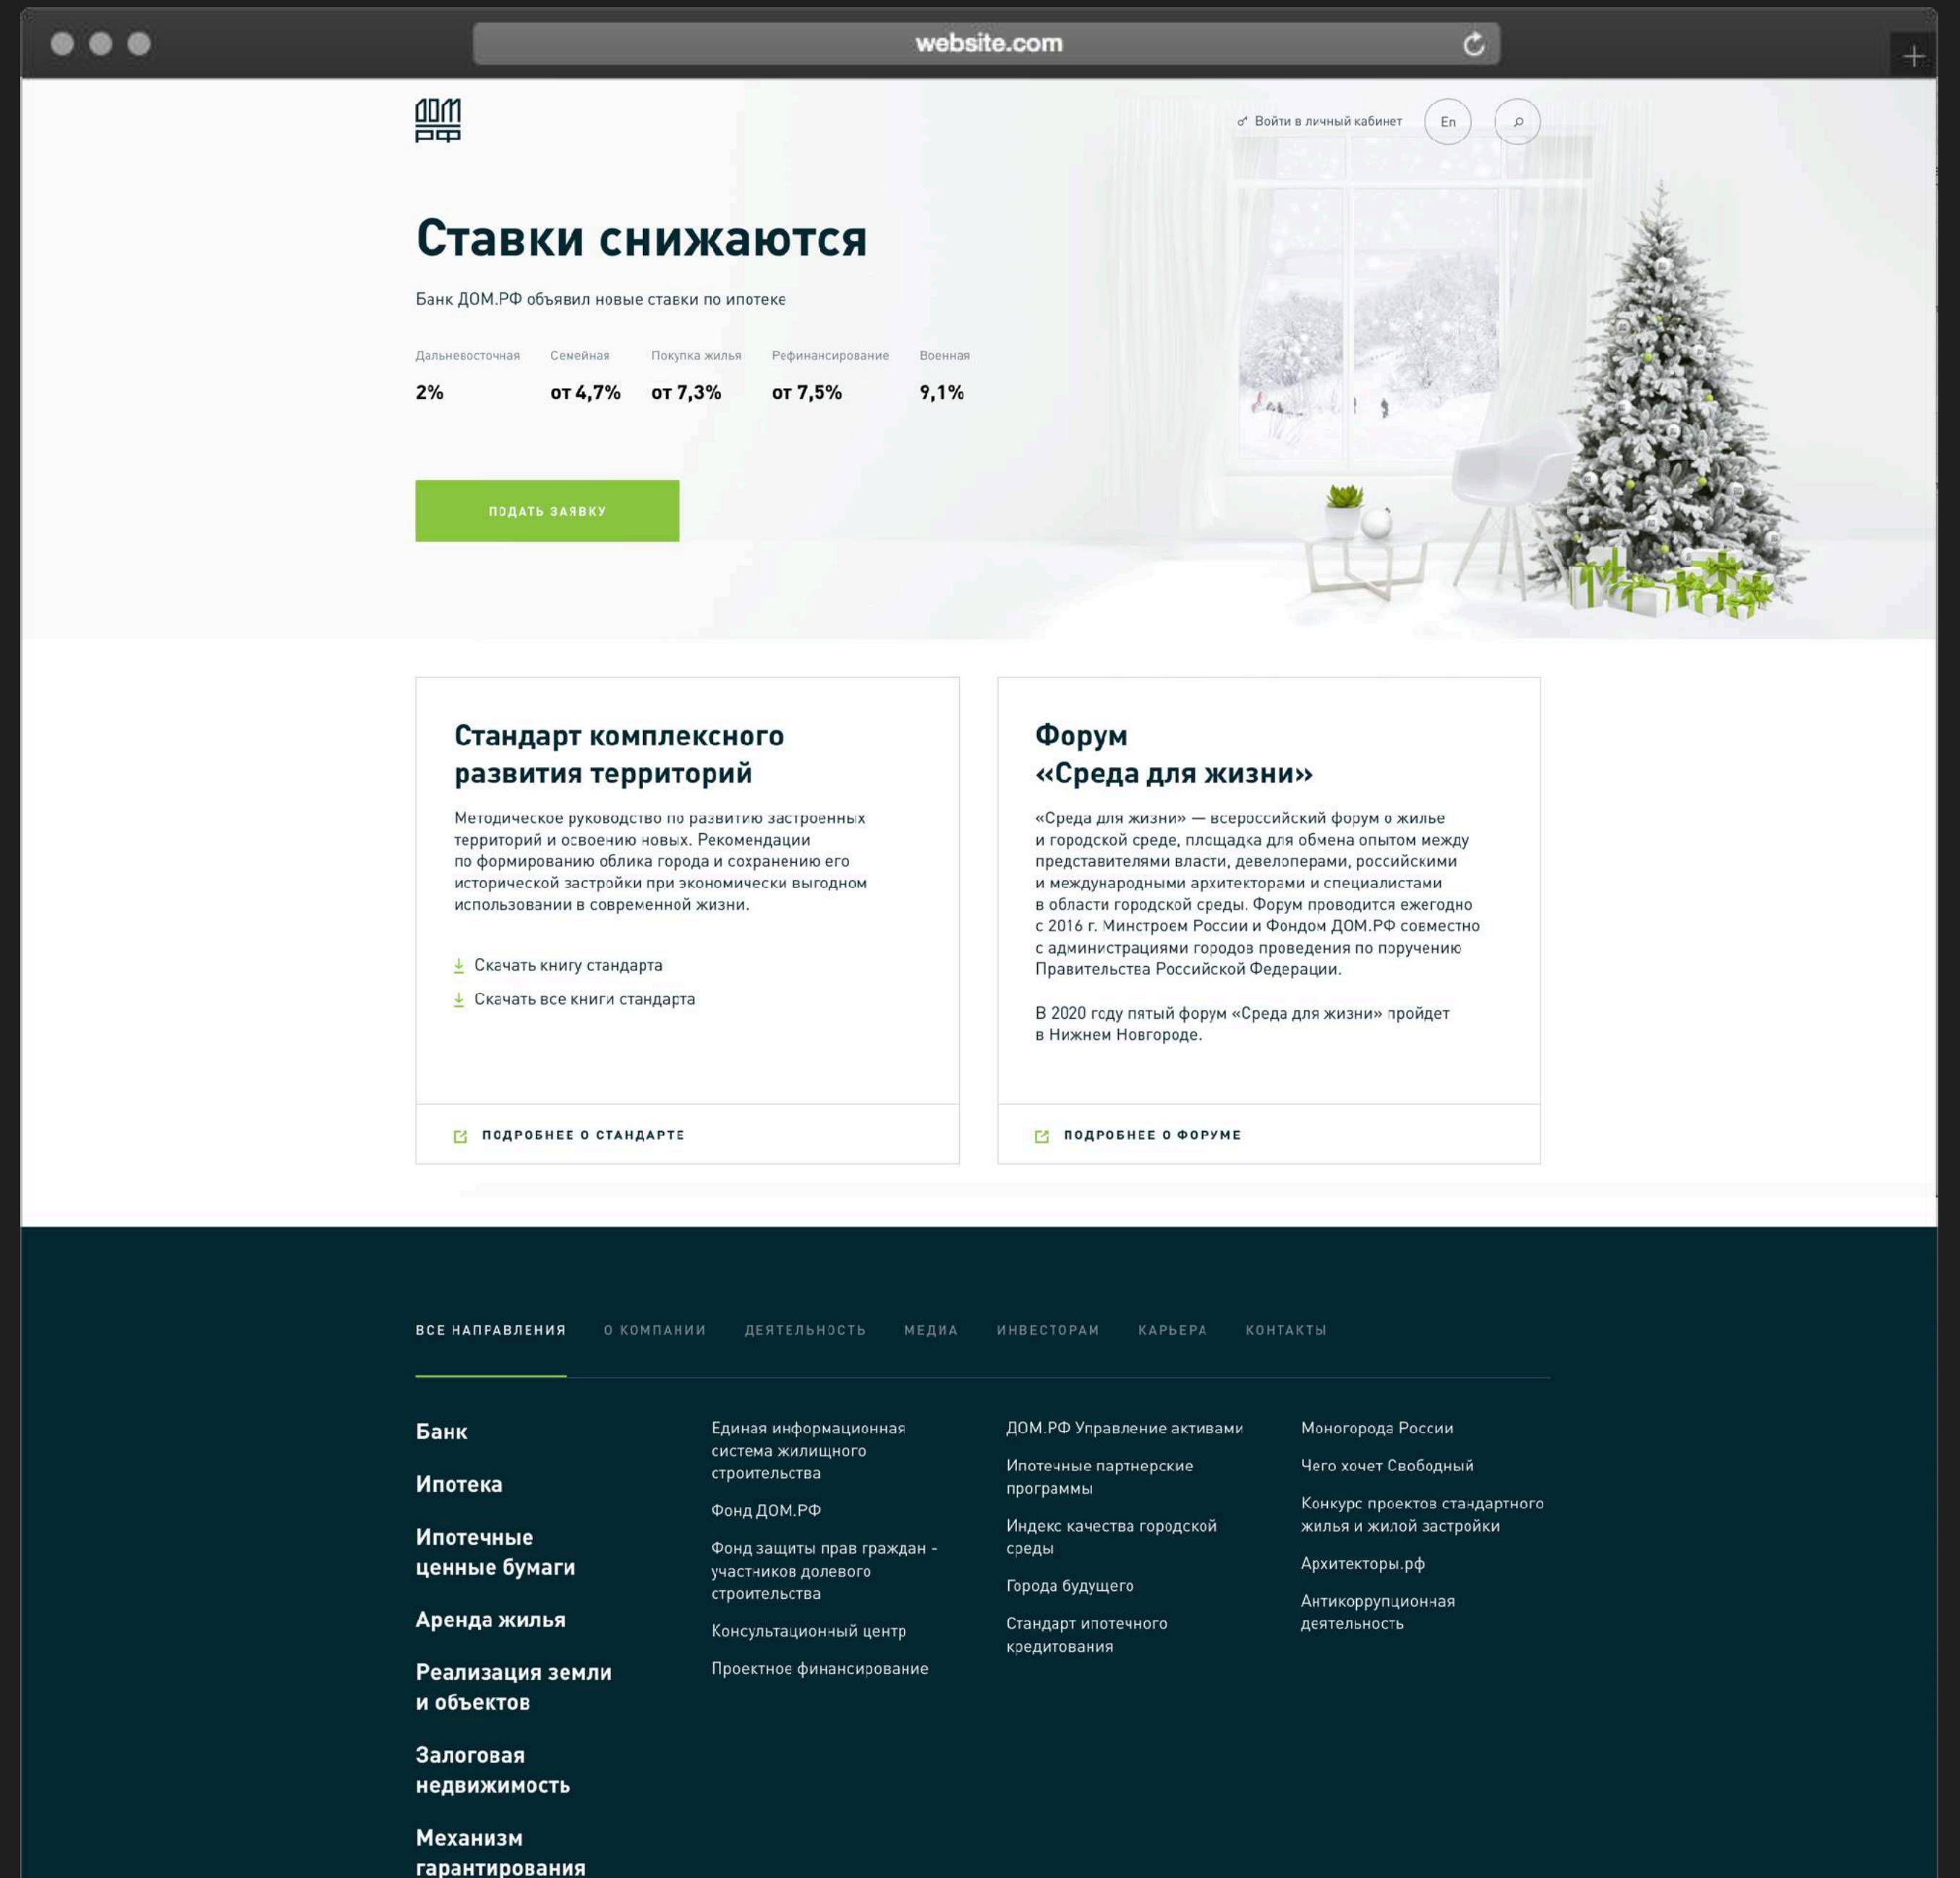 website.com
ДОМ
РФ
Войти в личный кабинет
En
Ставки снижаются
Банк ДОМ.РФ объявил новые ставки по ипотеке
Дальневосточная Семейная Покупка жилья Рефинансирование Военная
2% от 4,7% от 7,3% от 7,5% 9,1%
ПОДАТЬ ЗАЯВКУ
Стандарт комплексного
развития территорий
Методическое руководство по развитию застроенных
территорий и освоению новых. Рекомендации
по формированию облика города и сохранению его
исторической застройки при экономически выгодном
использовании в современной жизни.
Скачать книгу стандарта
Скачать все книги стандарта
ПОДРОБНЕЕ О СТАНДАРТЕ
Форум
«Среда для жизни»
«Среда для жизни» — всероссийский форум о жилье
и городской среде, площадка для обмена опытом между
представителями власти, девелоперами, российскими
и международными архитекторами и специалистами
в области городской среды. Форум проводится ежегодно
с 2016 г. Минстроем России и Фондом ДОМ.РФ совместно
с администрациями городов проведения по поручению
Правительства Российской Федерации.
В 2020 году пятый форум «Среда для жизни» пройдет
в Нижнем Новгороде.
ПОДРОБНЕЕ О ФОРУМЕ
ВСЕ НАПРАВЛЕНИЯ О КОМПАНИИ ДЕЯТЕЛЬНОСТЬ МЕДИА ИНВЕСТОРАМ КАРЬЕРА КОНТАКТЫ
Банк
Ипотека
Ипотечные
ценные бумаги
Аренда жилья
Реализация земли
и объектов
Залоговая
недвижимость
Механизм
гарантирования
Единая информационная
система жилищного
строительства
Фонд ДОМ.РФ
Фонд защиты прав граждан -
участников долевого
строительства
Консультационный центр
Проектное финансирование
ДОМ.РФ Управление активами
Ипотечные партнерские
программы
Индекс качества городской
среды
Города будущего
Стандарт ипотечного
кредитования
Моногорода России
Чего хочет Свободный
Конкурс проектов стандартного
жилья и жилой застройки
Архитекторы.рф
Антикоррупционная
деятельность